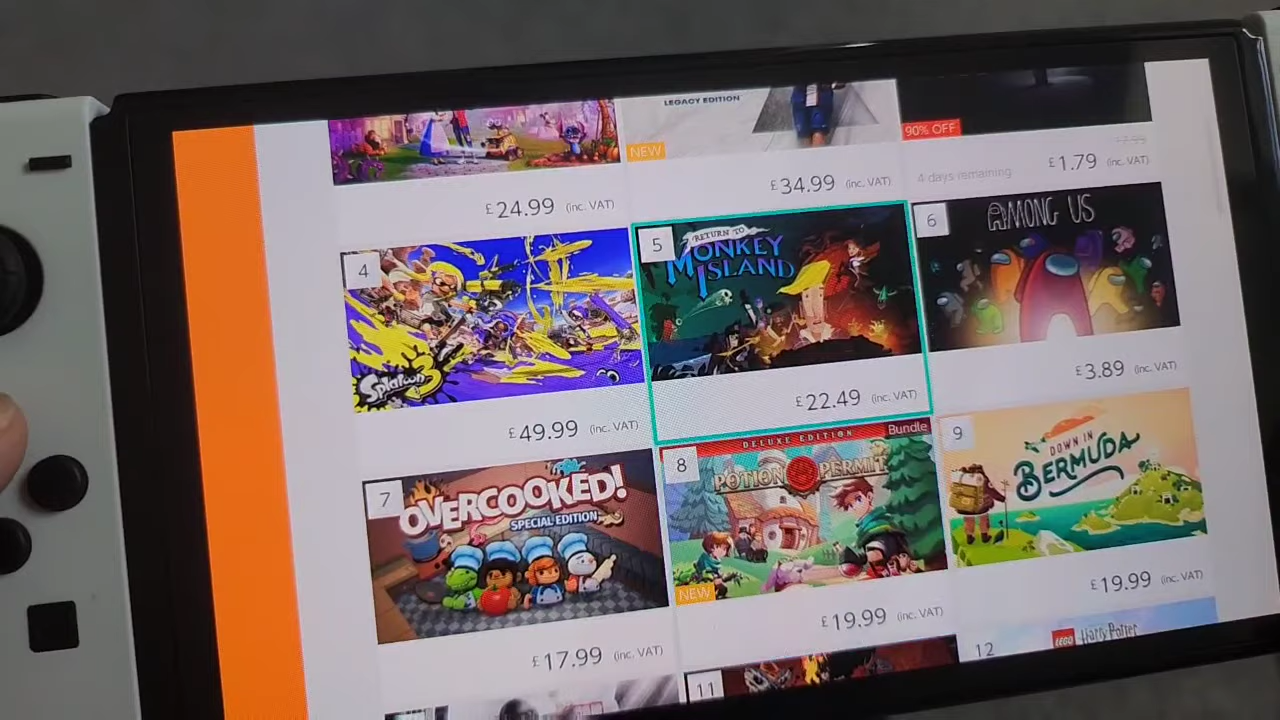 LEGACY EDITION
NEW
90% OFF
£24.99 (inc. VAT)
£34.99 (inc. VAT)
4 days remaining
£1.79 (inc. VAT)
4
Splatoon 3
£49.99 (inc. VAT)
5
RETURN TO
MONKEY
ISLAND
£22.49 (inc. VAT)
6
AMONG US
£3.89 (inc. VAT)
7
OVERCOOKED!
SPECIAL EDITION
£17.99 (inc. VAT)
8
DELUXE EDITION
Bundle
POTION PERMIT
NEW
£19.99 (inc. VAT)
9
DOWN IN
BERMUDA
£19.99 (inc. VAT)
11
12
LEGO Harry Potter